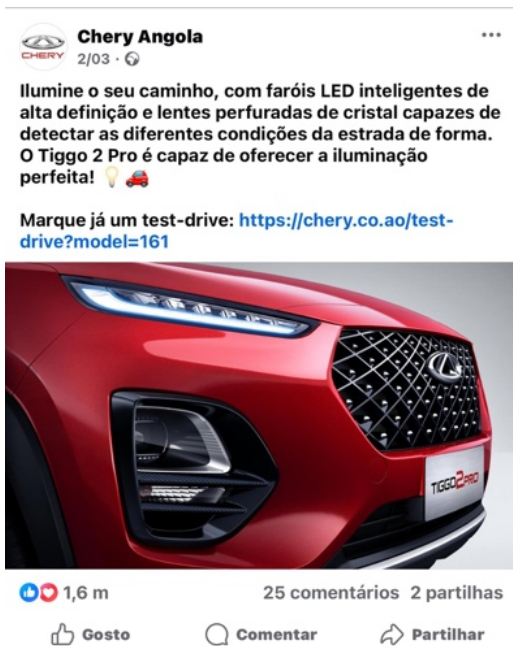 CHERY
Chery Angola
2/03 ·
Ilumine o seu caminho, com faróis LED inteligentes de
alta definição e lentes perfuradas de cristal capazes de
detectar as diferentes condições da estrada de forma.
O Tiggo 2 Pro é capaz de oferecer a iluminação
perfeita! 💡 🚗
Marque já um test-drive: https://chery.co.ao/test-
drive?model=161
TIGGO2PRO
1,6 m
25 comentários 2 partilhas
Gosto
Comentar
Partilhar